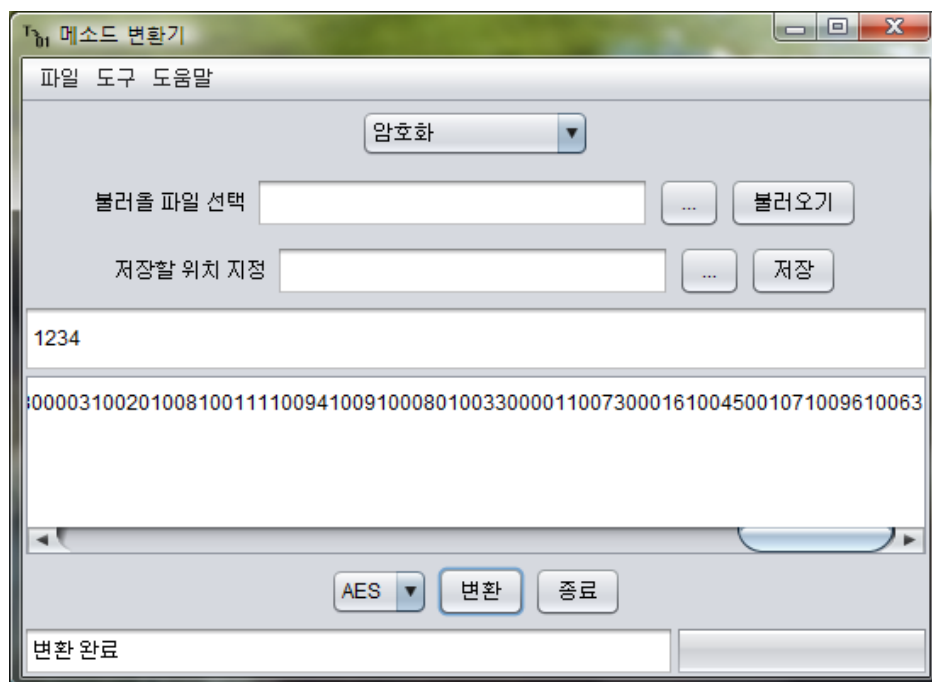 메소드 변환기
파일 도구 도움말
암호화
불러올 파일 선택 ... 불러오기
저장할 위치 지정 ... 저장
1234
000031002010081001111009410091000801003300001100730001610045001071009610063
AES 변환 종료
변환 완료